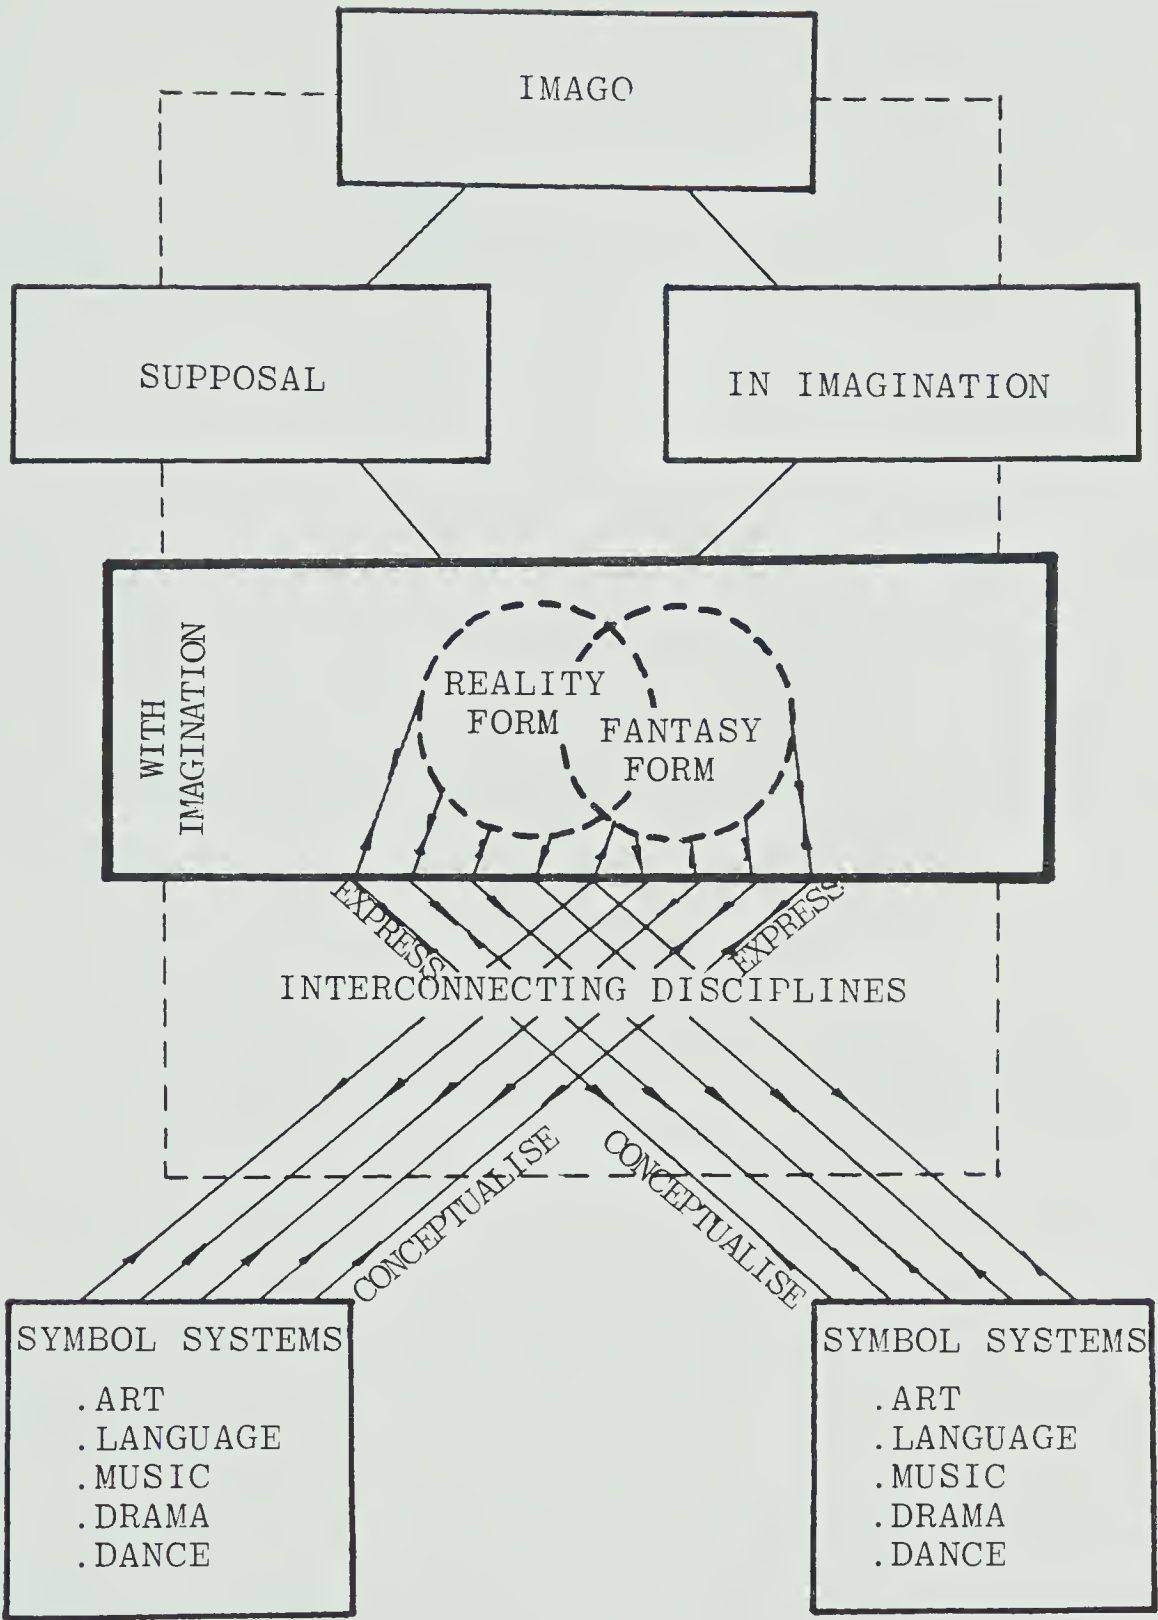 IMAGO
SUPPOSAL
IN IMAGINATION
WITH
IMAGINATION
REALITY
FORM
FANTASY
FORM
EXPRESS
EXPRESS
INTERCONNECTING DISCIPLINES
CONCEPTUALISE
CONCEPTUALISE
SYMBOL SYSTEMS
.ART
.LANGUAGE
.MUSIC
.DRAMA
.DANCE
SYMBOL SYSTEMS
.ART
.LANGUAGE
.MUSIC
.DRAMA
.DANCE